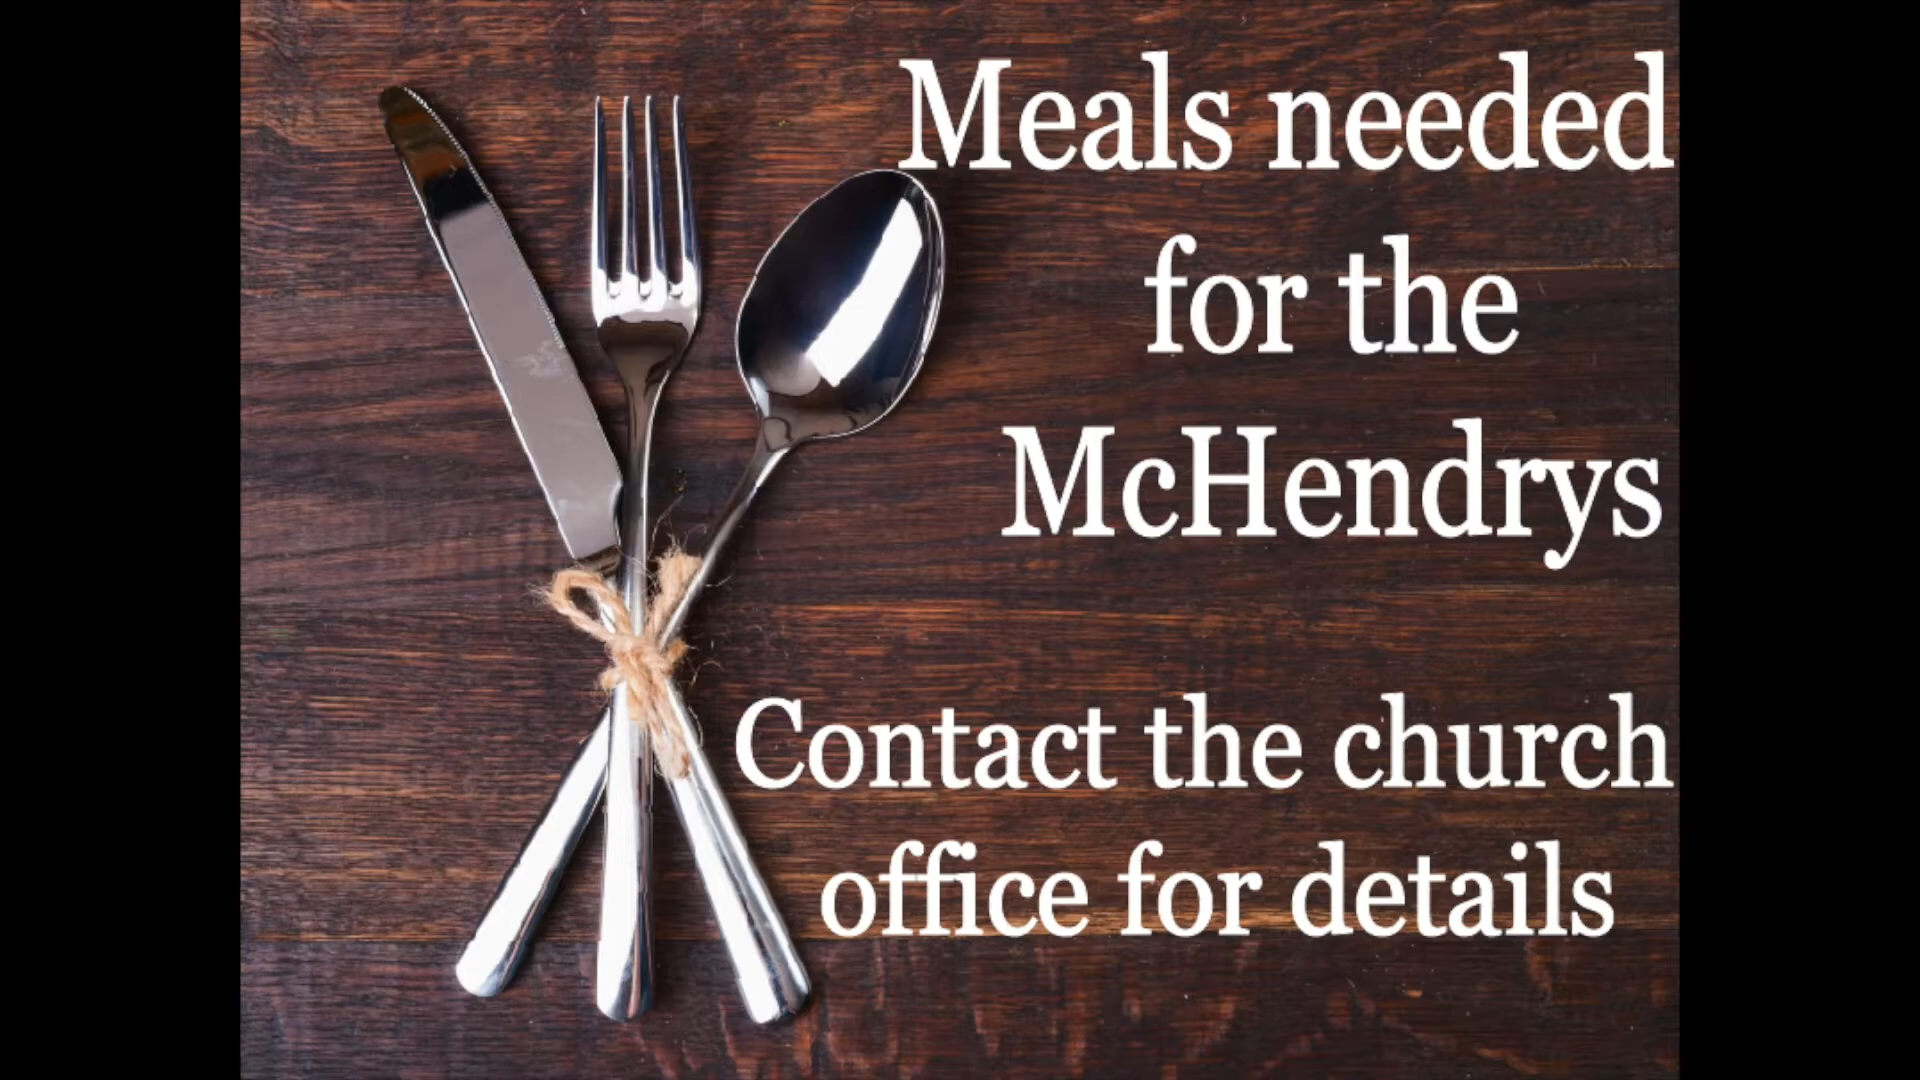 Meals needed
for the
McHendrys
Contact the church
office for details